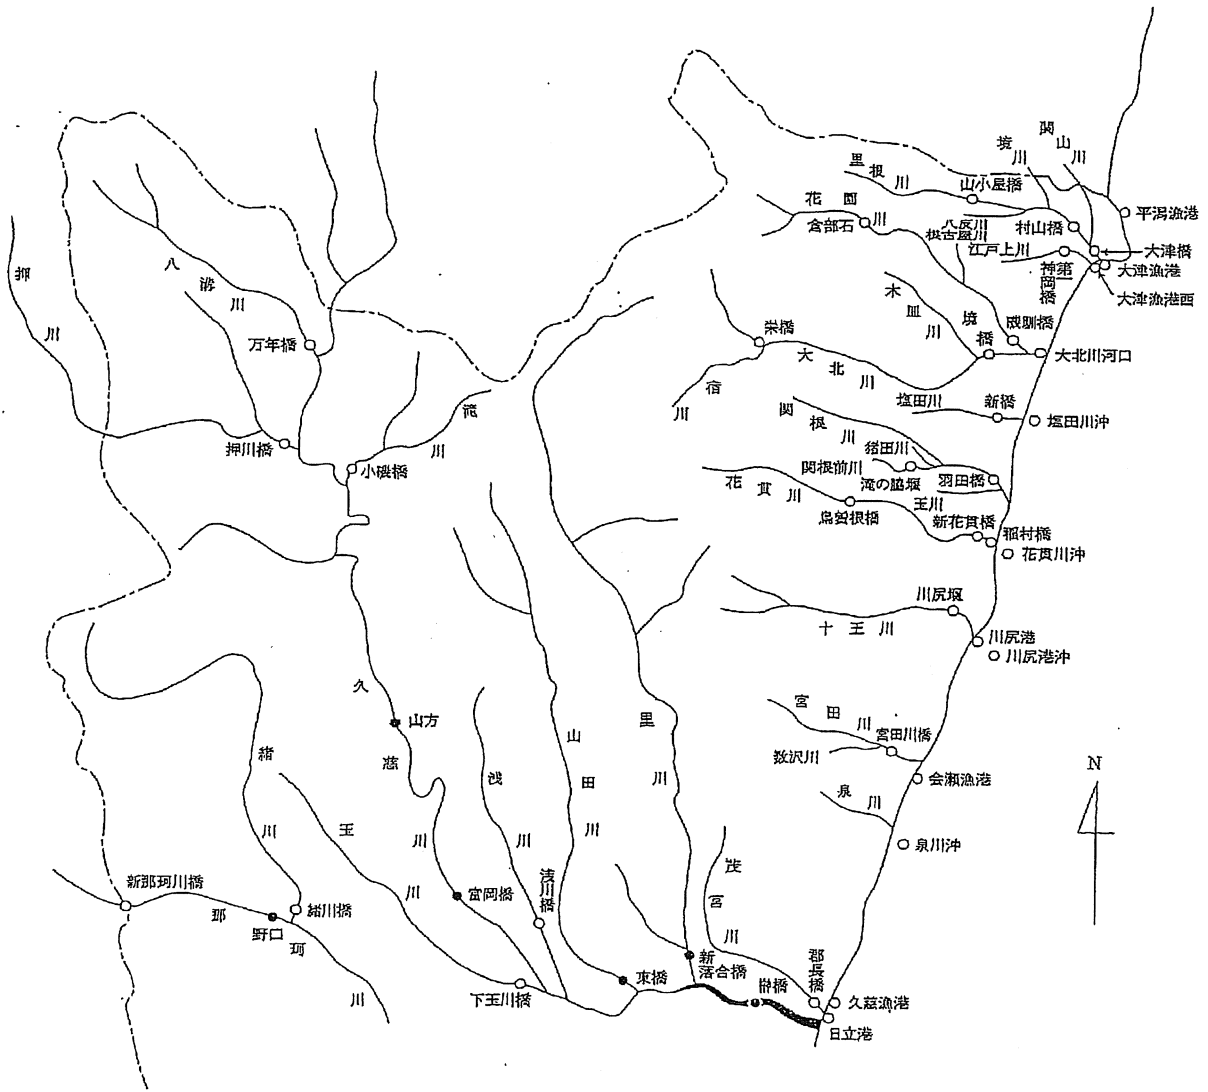 関山川
境川
里根川
山小屋橋
花園川
倉部石
八反川
根古屋川
村山橋
平潟漁港
江戸上川
大津橋
神岡第一橋
大津漁港
大津漁港西
押川
八溝川
木皿川
境橋
万年橋
栄橋
大北川
大北川河口
宿川
滝川
塩田川
新橋
塩田川沖
関根川
押川橋
小磯橋
関根前川
滝の脇堰
羽田橋
花貫川
玉川
烏曽根橋
新花貫橋
稲村橋
花貫川沖
川尻堰
十王川
川尻港
川尻港沖
久慈川
山方
里川
宮田川
宮田川橋
数沢川
緒川
浅川
山田川
会瀬漁港
泉川
N
玉川
泉川沖
茂宮川
新那珂川橋
那珂川
緒川橋
野口
富岡橋
浅川橋
新落合橋
東橋
榊橋
郡長橋
久慈漁港
下玉川橋
日立港